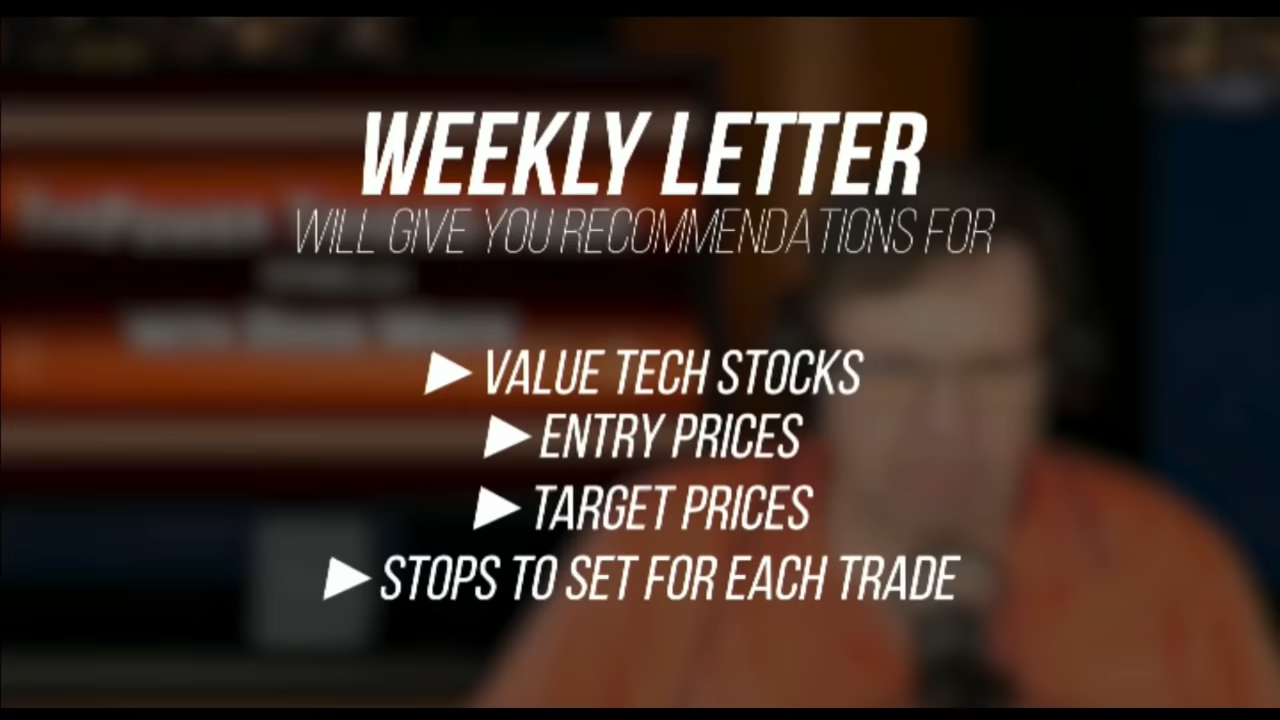 WEEKLY LETTER
WILL GIVE YOU RECOMMENDATIONS FOR
▶ VALUE TECH STOCKS
▶ ENTRY PRICES
▶ TARGET PRICES
▶ STOPS TO SET FOR EACH TRADE